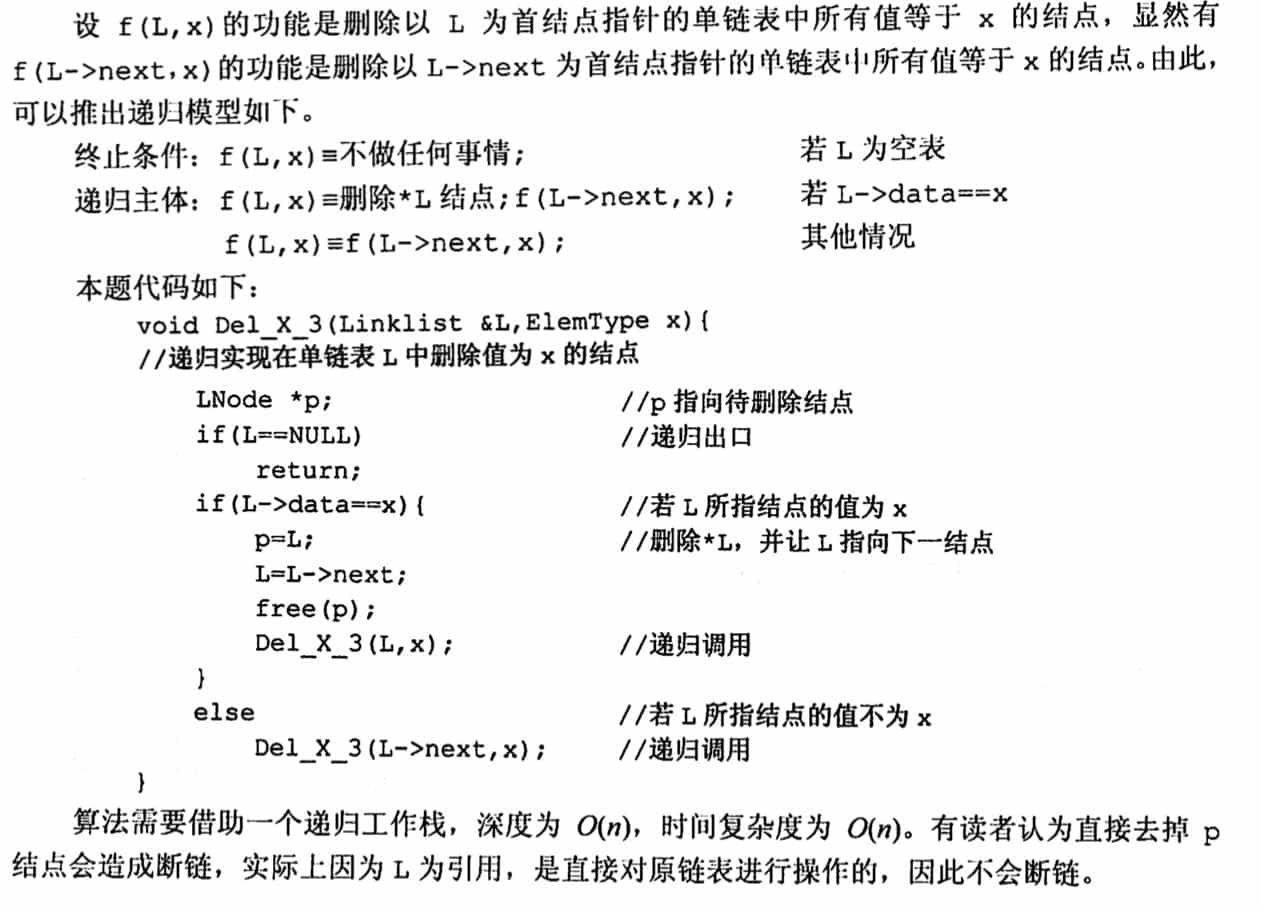 设 f(L,x)的功能是删除以 L 为首结点指针的单链表中所有值等于 x 的结点，显然有
f(L->next,x)的功能是删除以L->next 为首结点指针的单链表中所有值等于 x 的结点。由此，
可以推出递归模型如下。
终止条件：f(L,x)≡不做任何事情； 若 L 为空表
递归主体：f(L,x)≡删除*L 结点;f(L->next,x); 若 L->data==x
f(L,x)≡f(L->next,x); 其他情况
本题代码如下：
void Del_X_3(Linklist &L,ElemType x){
//递归实现在单链表 L 中删除值为 x 的结点
LNode *p; //p 指向待删除结点
if(L==NULL) //递归出口
return;
if(L->data==x){ //若 L 所指结点的值为 x
p=L; //删除*L，并让 L 指向下一结点
L=L->next;
free(p);
Del_X_3(L,x); //递归调用
}
else //若 L 所指结点的值不为 x
Del_X_3(L->next,x); //递归调用
}
算法需要借助一个递归工作栈，深度为 O(n)，时间复杂度为 O(n)。有读者认为直接去掉 p
结点会造成断链，实际上因为 L 为引用，是直接对原链表进行操作的，因此不会断链。